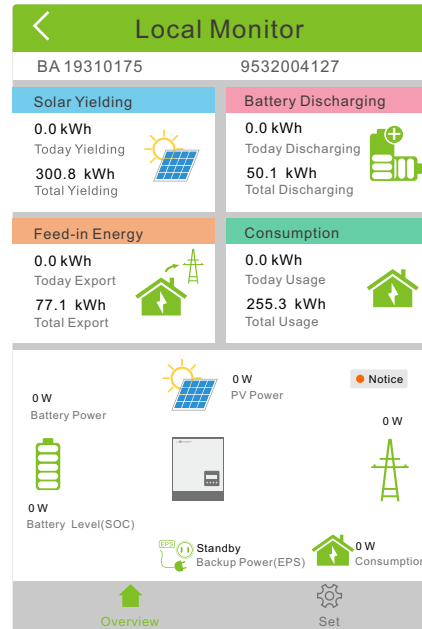 Local Monitor
BA 19310175 9532004127
Solar Yielding
0.0 kWh
Today Yielding
300.8 kWh
Total Yielding
Battery Discharging
0.0 kWh
Today Discharging
50.1 kWh
Total Discharging
Feed-in Energy
0.0 kWh
Today Export
77.1 kWh
Total Export
Consumption
0.0 kWh
Today Usage
255.3 kWh
Total Usage
0 W
PV Power
Notice
0 W
Battery Power
0 W
0 W
Battery Level(SOC)
EPS
Standby
Backup Power(EPS)
0 W
Consumption
Overview
Set